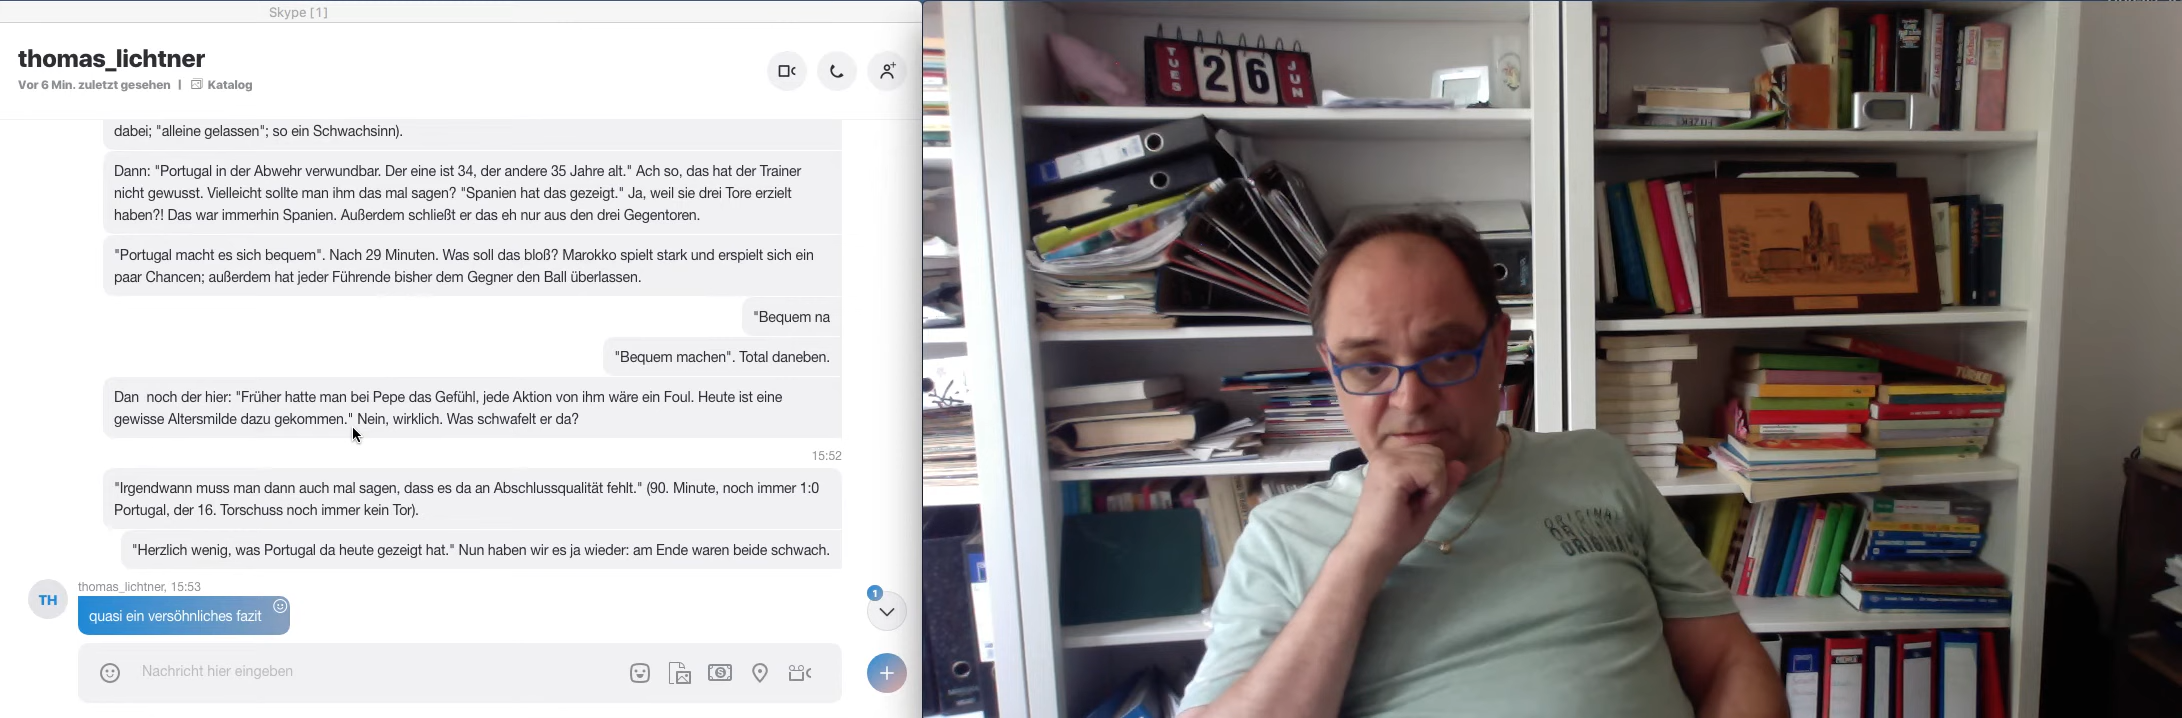 Skype [1]
thomas_lichtner
Vor 6 Min. zuletzt gesehen | Katalog
dabei; "alleine gelassen"; so ein Schwachsinn).
Dann: "Portugal in der Abwehr verwundbar. Der eine ist 34, der andere 35 Jahre alt." Ach so, das hat der Trainer
nicht gewusst. Vielleicht sollte man ihm das mal sagen? "Spanien hat das gezeigt." Ja, weil sie drei Tore erzielt
haben?! Das war immerhin Spanien. Außerdem schließt er das eh nur aus den drei Gegentoren.
"Portugal macht es sich bequem". Nach 29 Minuten. Was soll das bloß? Marokko spielt stark und erspielt sich ein
paar Chancen; außerdem hat jeder Führende bisher dem Gegner den Ball überlassen.
"Bequem na
"Bequem machen". Total daneben.
Dan  noch der hier: "Früher hatte man bei Pepe das Gefühl, jede Aktion von ihm wäre ein Foul. Heute ist eine
gewisse Altersmilde dazu gekommen." Nein, wirklich. Was schwafelt er da?
15:52
"Irgendwann muss man dann auch mal sagen, dass es da an Abschlussqualität fehlt." (90. Minute, noch immer 1:0
Portugal, der 16. Torschuss noch immer kein Tor).
"Herzlich wenig, was Portugal da heute gezeigt hat." Nun haben wir es ja wieder: am Ende waren beide schwach.
thomas_lichtner, 15:53
TH
quasi ein versöhnliches fazit
1
Nachricht hier eingeben
TUES 26 JUN
TÜRKEI
ORIGINAL
ORIGINAL